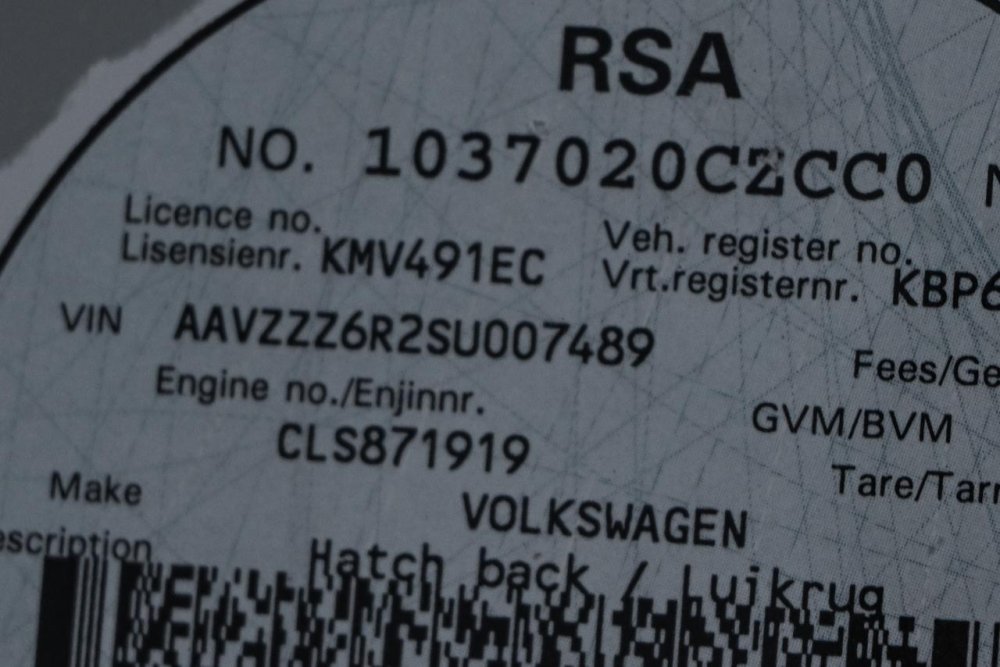 RSA
NO. 1037020CZCC0 N
Licence no.
Lisensienr. KMV491EC
Veh. register no.
Vrt.registernr. KBP6
VIN AAVZZZ6R2SU007489
Engine no./Enjinnr.
CLS871919
Fees/Ge
GVM/BVM
Tare/Tarr
Make VOLKSWAGEN
escription Hatch back / Luikrug